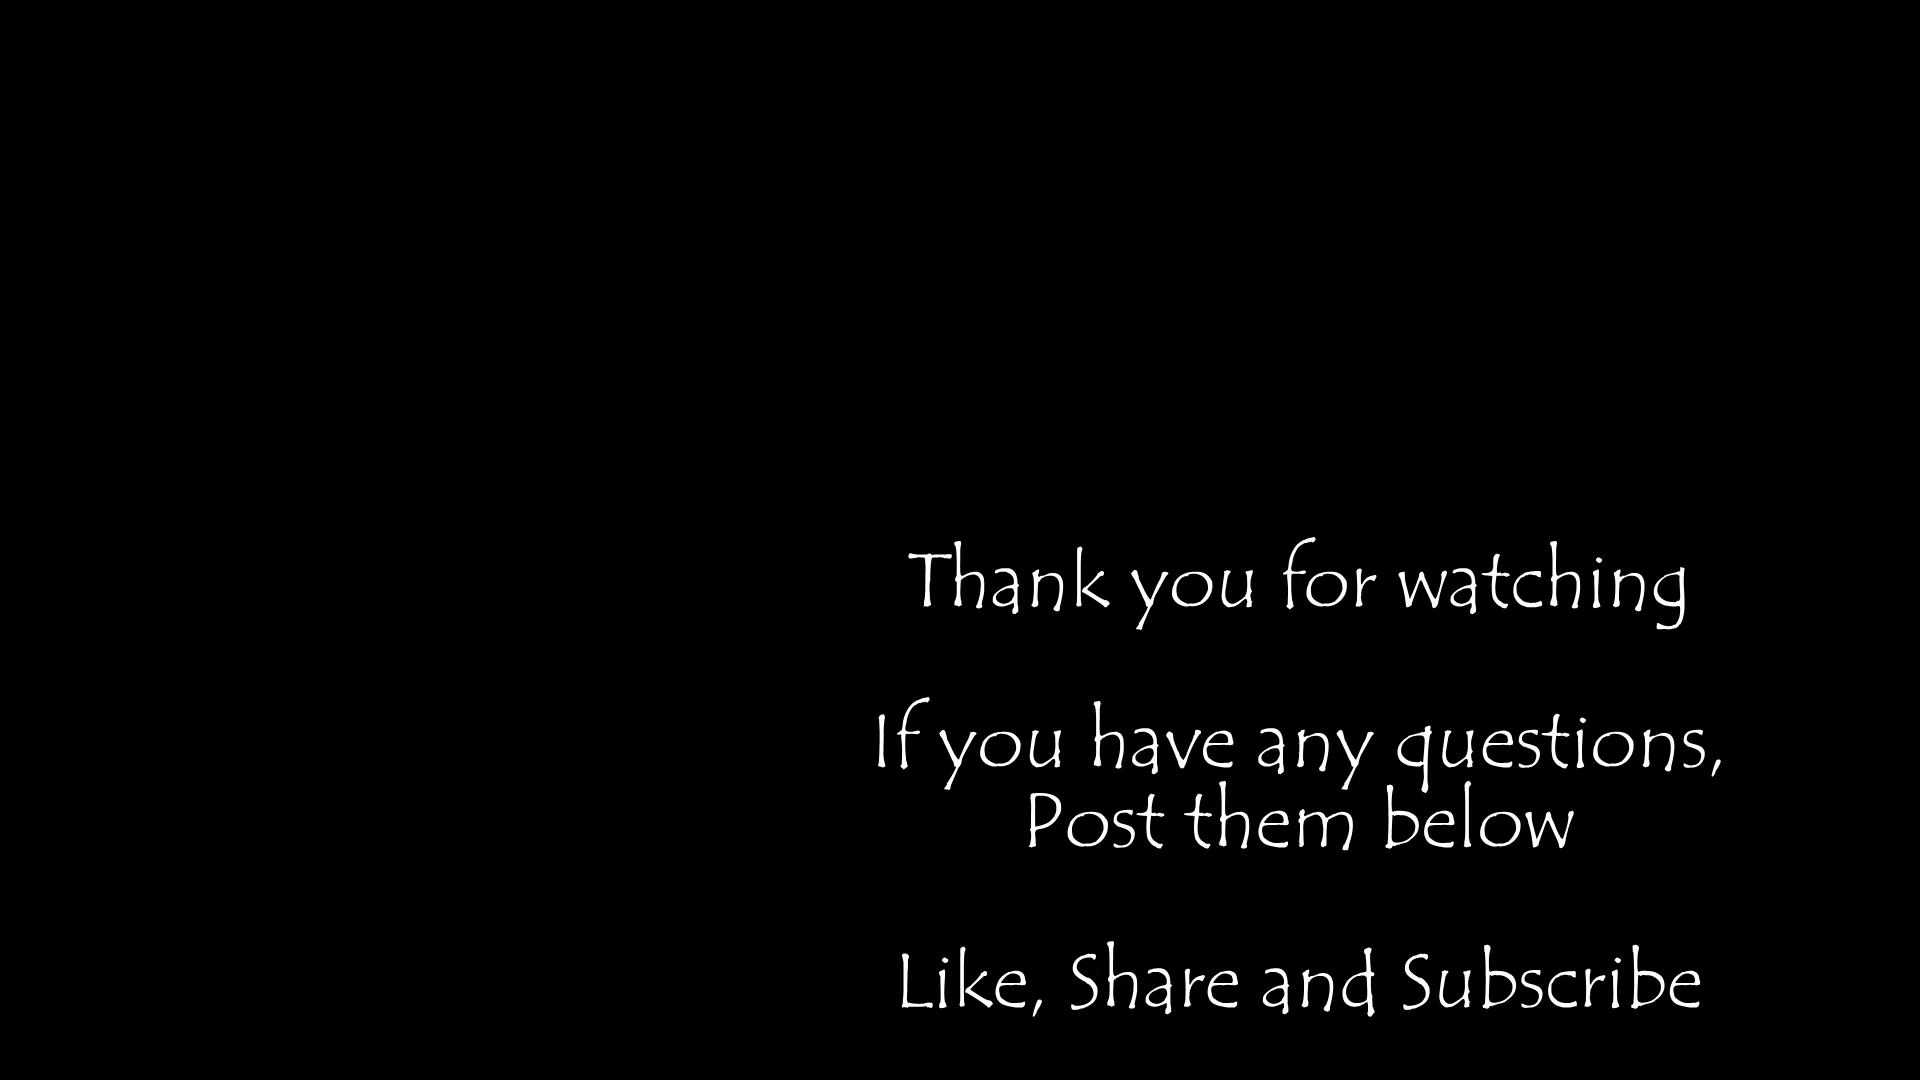 Thank you for watching
If you have any questions,
Post them below
Like, Share and Subscribe